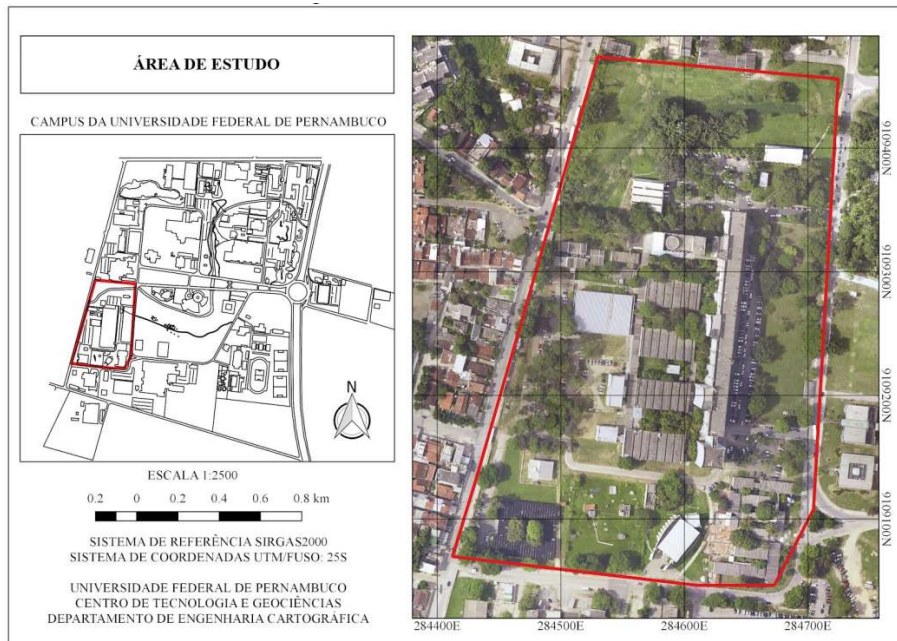 ÁREA DE ESTUDO
CAMPUS DA UNIVERSIDADE FEDERAL DE PERNAMBUCO
N
ESCALA 1:2500
0.2 0 0.2 0.4 0.6 0.8 km
SISTEMA DE REFERÊNCIA SIRGAS2000
SISTEMA DE COORDENADAS UTM/FUSO: 25S
UNIVERSIDADE FEDERAL DE PERNAMBUCO
CENTRO DE TECNOLOGIA E GEOCIÊNCIAS
DEPARTAMENTO DE ENGENHARIA CARTOGRÁFICA
9109400N
9109300N
9109200N
9109100N
284400E 284500E 284600E 284700E